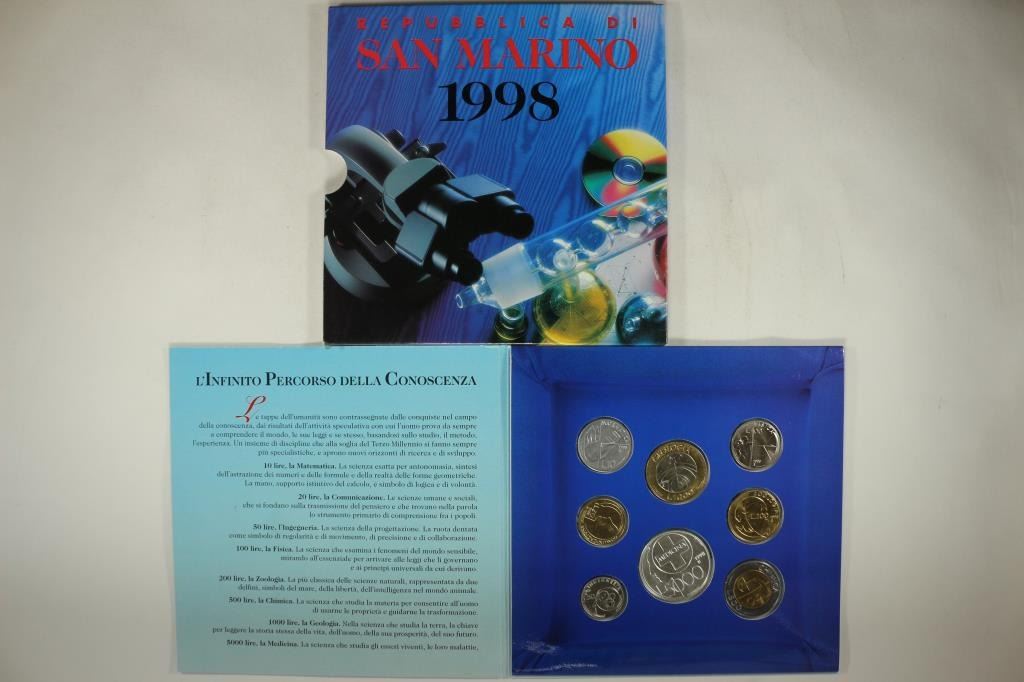 REPUBBLICA DI
SAN MARINO
1998
L'INFINITO PERCORSO DELLA CONOSCENZA
Le tappe dell'umanità sono contrassegnate dalle conquiste nel campo
della conoscenza, dai risultati dell'attività speculativa con cui l'uomo prova da sempre
a comprendere il mondo, le sue leggi e se stesso, basandosi sullo studio, il metodo,
l'esperienza. Un insieme di discipline che alla soglia del Terzo Millennio si fanno sempre
più specialistiche, e aprono nuovi orizzonti di ricerca e di sviluppo.
10 lire, la Matematica. La scienza esatta per antonomasia, sintesi
dell'astrazione dei numeri e delle formule e della realtà delle forme geometriche.
La mano, supporto istintivo del calcolo, è simbolo di logica e di volontà.
20 lire, la Comunicazione. Le scienze umane e sociali,
che si fondano sulla trasmissione del pensiero e che trovano nella parola
lo strumento primario di comprensione fra i popoli.
50 lire, l'Ingegneria. La scienza della progettazione. La ruota dentata
come simbolo di regolarità e di movimento, di precisione e di collaborazione.
100 lire, la Fisica. La scienza che esamina i fenomeni del mondo sensibile,
mirando all'essenziale per arrivare alle leggi che li governano
e ai principi universali da cui derivano.
200 lire, la Zoologia. La più classica delle scienze naturali, rappresentata da due
delfini, simboli del mare, della libertà, dell'intelligenza nel mondo animale.
500 lire, la Chimica. La scienza che studia la materia per consentire all'uomo
di usarne le proprietà e guidarne la trasformazione.
1000 lire, la Geologia. Nella scienza che studia la terra, la chiave
per leggere la storia stessa della vita, dell'uomo, della sua prosperità, del suo futuro.
5000 lire, la Medicina. La scienza che studia gli esseri viventi, le loro malattie,
GEOLOGIA
L.1000
MEDICINA
L.5000